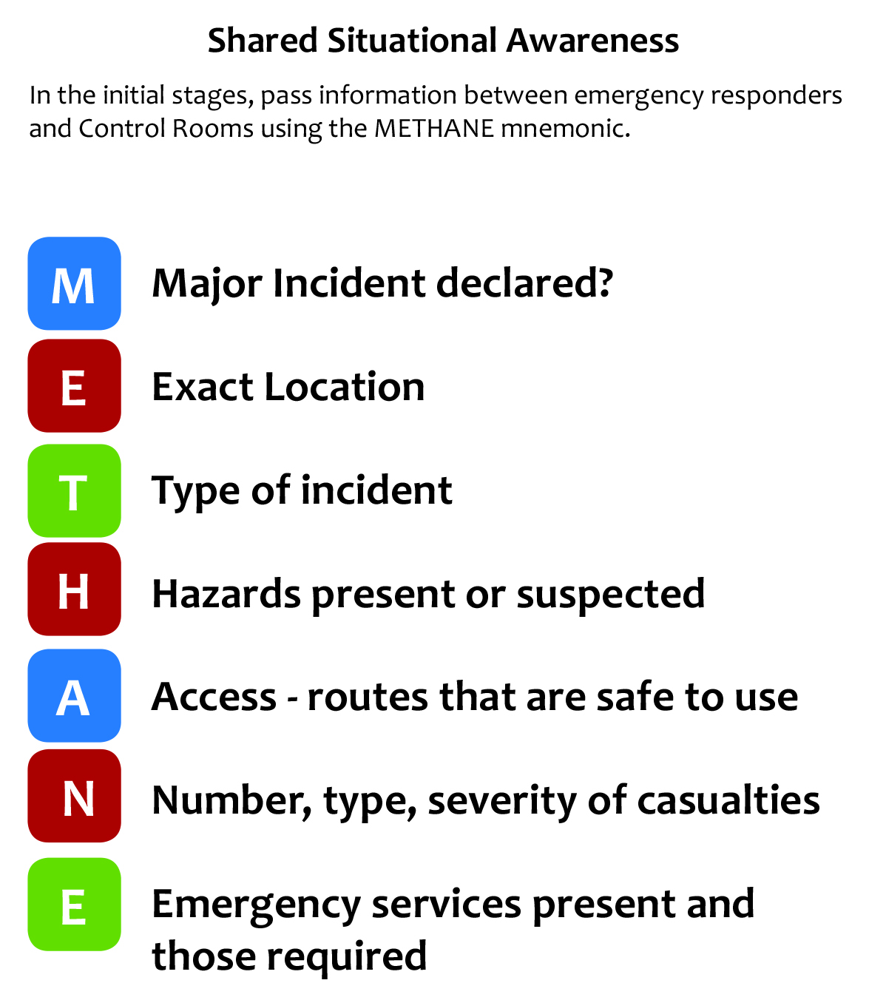 Shared Situational Awareness
In the initial stages, pass information between emergency responders
and Control Rooms using the METHANE mnemonic.
M Major Incident declared?
E Exact Location
T Type of incident
H Hazards present or suspected
A Access - routes that are safe to use
N Number, type, severity of casualties
E Emergency services present and
those required